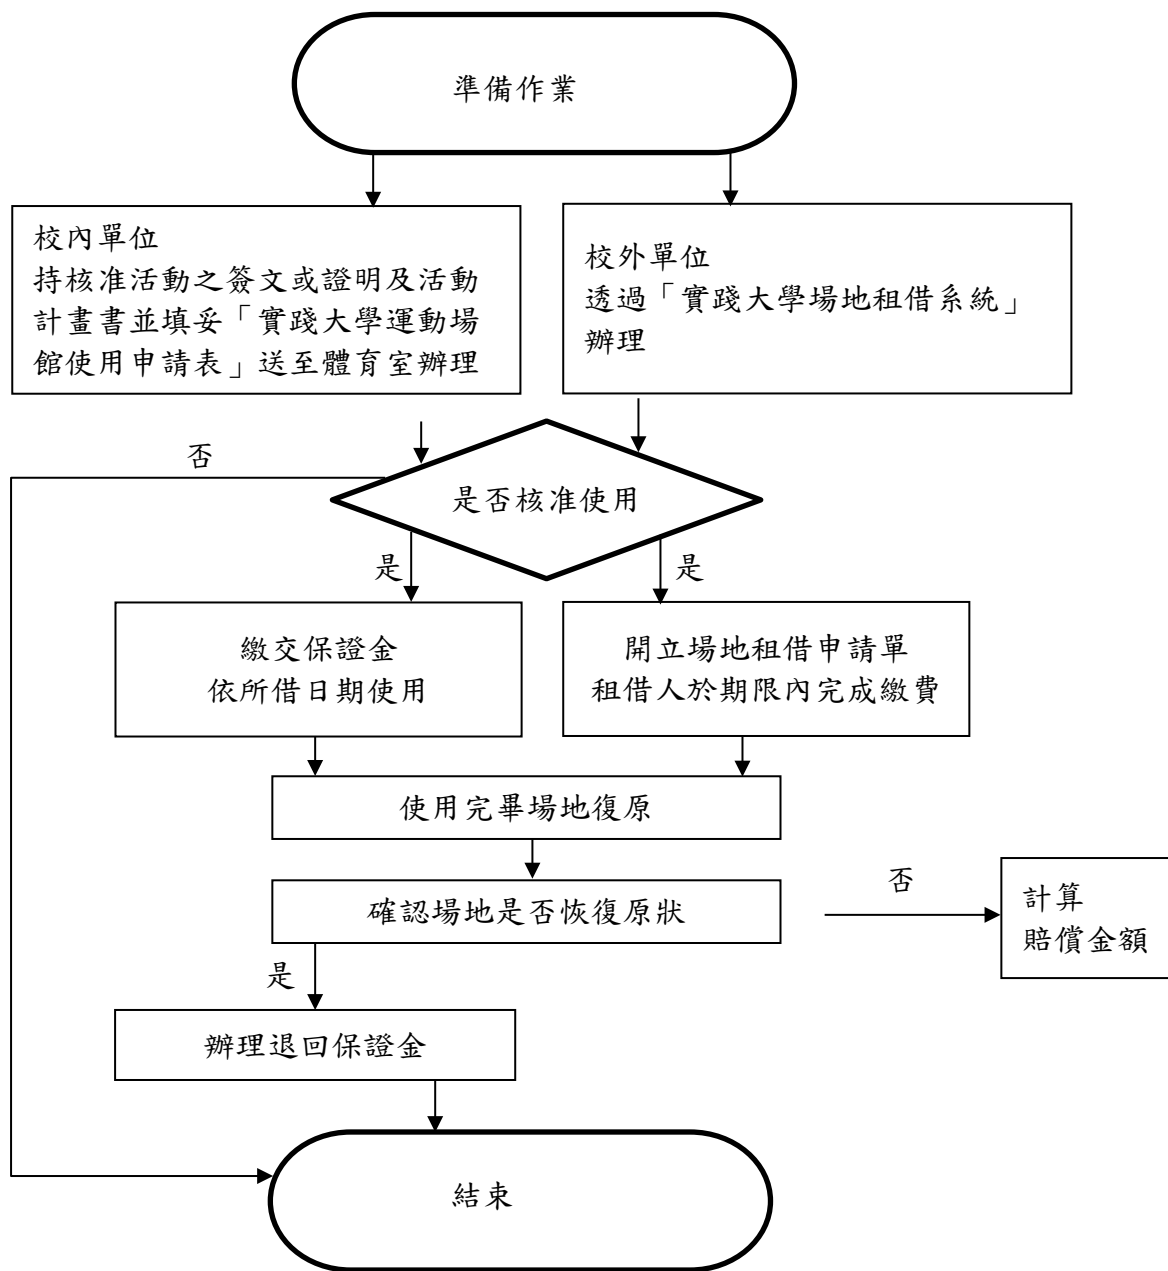 準備作業
校內單位
持核准活動之簽文或證明及活動
計畫書並填妥「實踐大學運動場
館使用申請表」送至體育室辦理
校外單位
透過「實踐大學場地租借系統」
辦理
否
是否核准使用
是
是
繳交保證金
依所借日期使用
開立場地租借申請單
租借人於期限內完成繳費
使用完畢場地復原
確認場地是否恢復原狀
否
計算
賠償金額
是
辦理退回保證金
結束